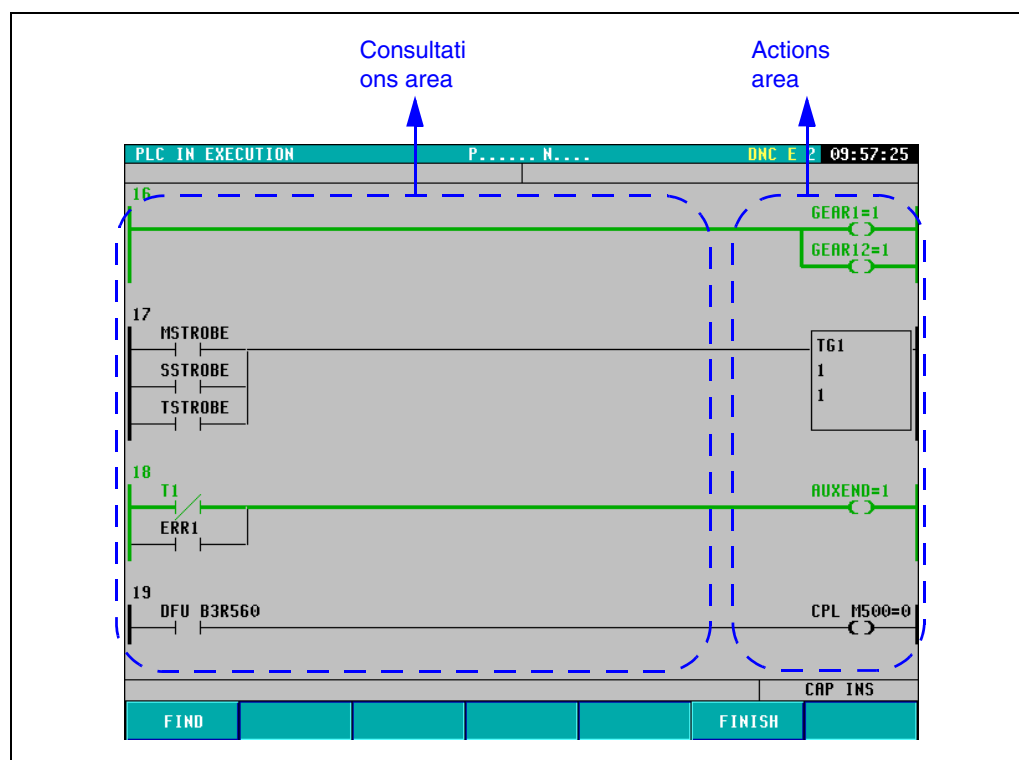 Consultati
ons area
Actions
area
PLC IN EXECUTION P...... N.... DNC E 2 09:57:25
16
GEAR1=1
GEAR12=1
17
MSTROBE
TG1
SSTROBE
1
TSTROBE
1
18
T1
AUXEND=1
ERR1
19
DFU B3R560
CPL M500=0
CAP INS
FIND FINISH